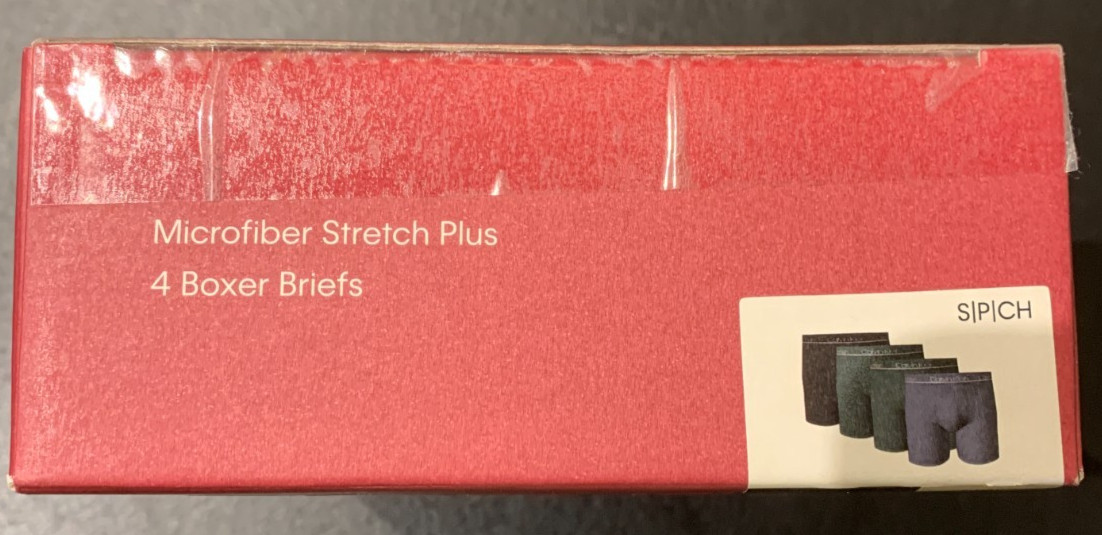 Microfiber Stretch Plus
4 Boxer Briefs
S|P|CH